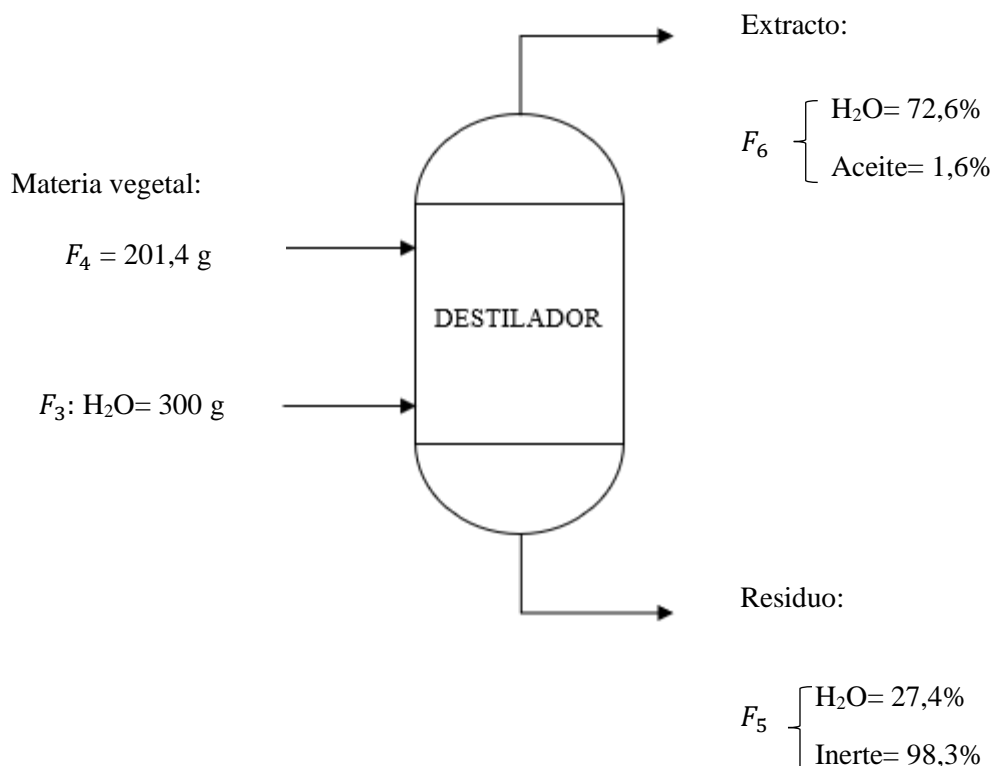 Extracto:
H₂O= 72,6%
F₆
Aceite= 1,6%
Materia vegetal:
F₄ = 201,4 g
DESTILADOR
F₃: H₂O= 300 g
Residuo:
H₂O= 27,4%
F₅
Inerte= 98,3%